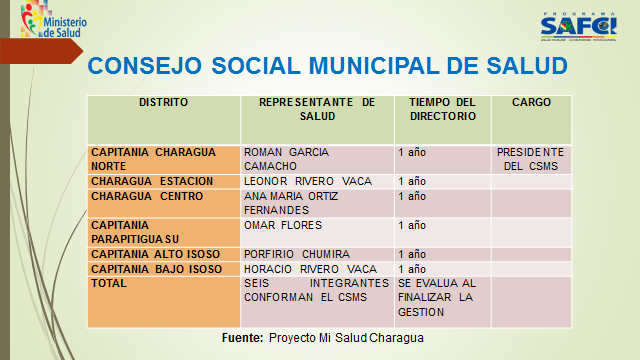 Ministerio
de Salud
PROGRAMA
SAFCI
CONSEJO SOCIAL MUNICIPAL DE SALUD
DISTRITO REPRESENTANTE DE TIEMPO DEL CARGO
SALUD DIRECTORIO
CAPITANIA CHARAGUA ROMAN GARCIA 1 año PRESIDENTE
NORTE CAMACHO DEL CSMS
CHARAGUA ESTACION LEONOR RIVERO VACA 1 año
CHARAGUA CENTRO ANA MARIA ORTIZ 1 año
FERNANDES
CAPITANIA OMAR FLORES 1 año
PARAPITIGUASU
CAPITANIA ALTO ISOSO PORFIRIO CHUMIRA 1 año
CAPITANIA BAJO ISOSO HORACIO RIVERO VACA 1 año
TOTAL SEIS INTEGRANTES SE EVALUA AL
CONFORMAN EL CSMS FINALIZAR LA
GESTION
Fuente: Proyecto Mi Salud Charagua